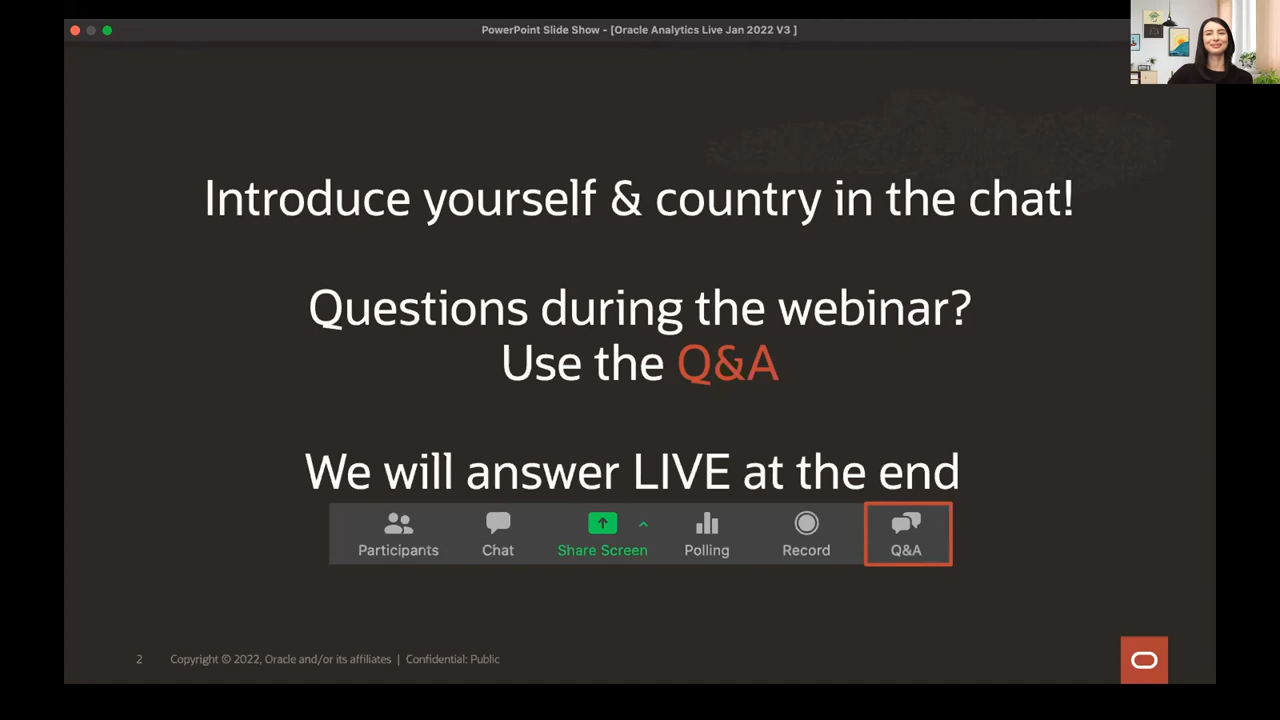 PowerPoint Slide Show - [Oracle Analytics Live Jan 2022 V3 ]
Introduce yourself & country in the chat!
Questions during the webinar?
Use the Q&A
We will answer LIVE at the end
Participants
Chat
Share Screen
Polling
Record
Q&A
2
Copyright © 2022, Oracle and/or its affiliates | Confidential: Public